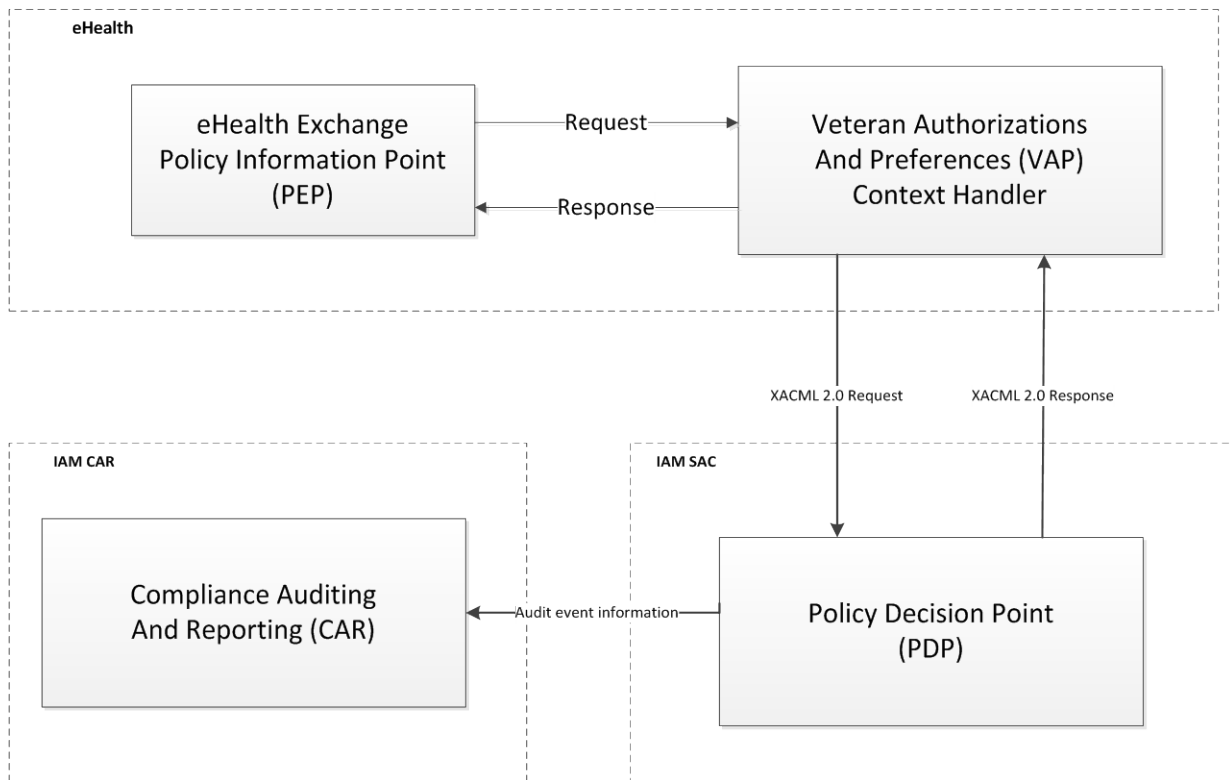 eHealth
eHealth Exchange
Policy Information Point
(PEP)
Request
Response
Veteran Authorizations
And Preferences (VAP)
Context Handler
XACML 2.0 Request
XACML 2.0 Response
IAM CAR
Compliance Auditing
And Reporting (CAR)
Audit event information
IAM SAC
Policy Decision Point
(PDP)